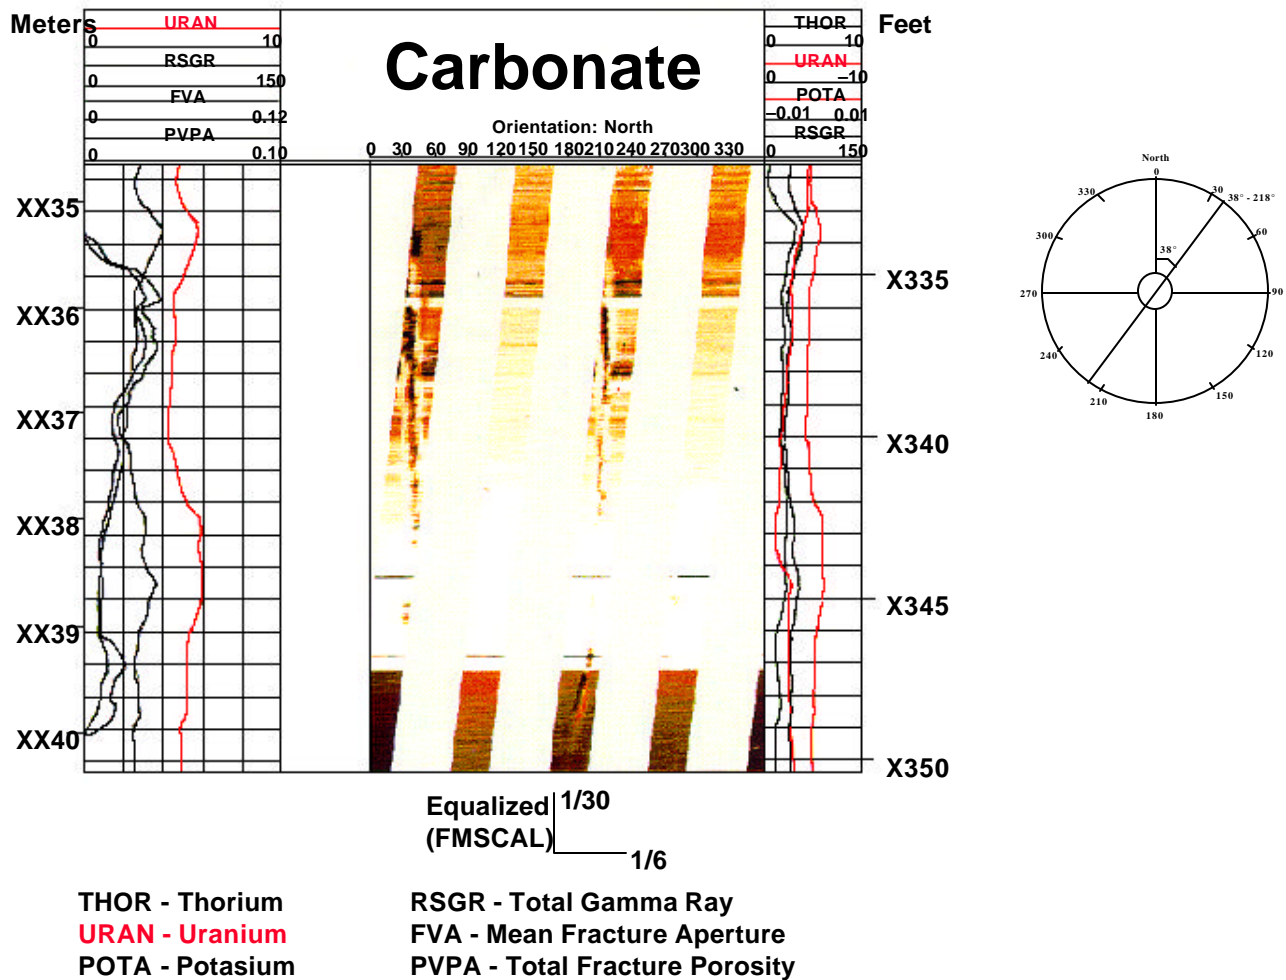 Meters
URAN
0 10
RSGR
0 150
FVA
0 0.12
PVPA
0 0.10
Carbonate
Orientation: North
0 30 60 90 120 150 180 210 240 270 300 330
THOR
0 10
URAN
0 −10
POTA
−0.01 0.01
RSGR
0 150
Feet
XX35
XX36
XX37
XX38
XX39
XX40
X335
X340
X345
X350
North
0
30
38° - 218°
60
90
120
150
180
210
240
270
300
330
38°
Equalized 1/30
(FMSCAL)
1/6
THOR - Thorium
URAN - Uranium
POTA - Potasium
RSGR - Total Gamma Ray
FVA - Mean Fracture Aperture
PVPA - Total Fracture Porosity